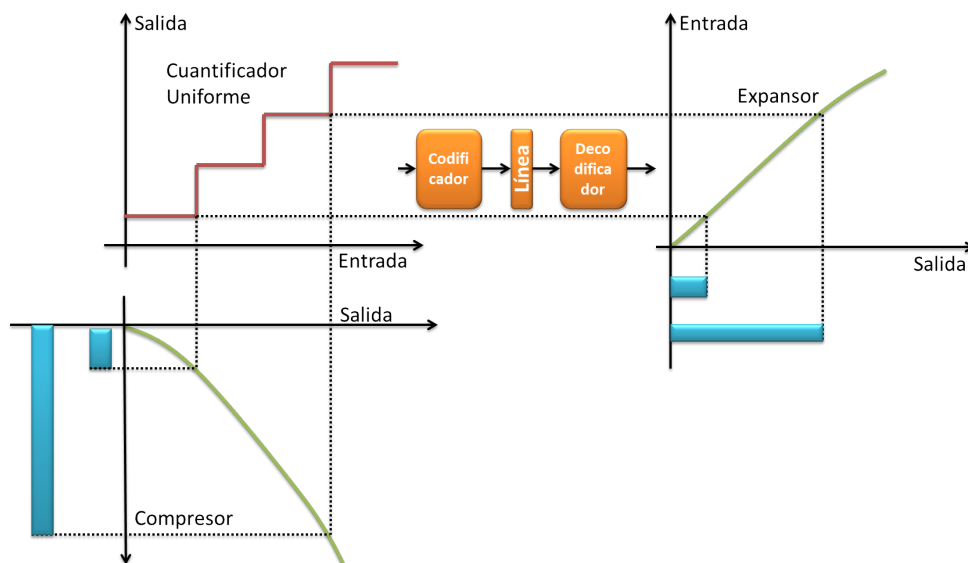 Salida
Cuantificador
Uniforme
Entrada
Codifi
cador
Línea
Deco
difica
dor
Entrada
Expansor
Salida
Salida
Compresor